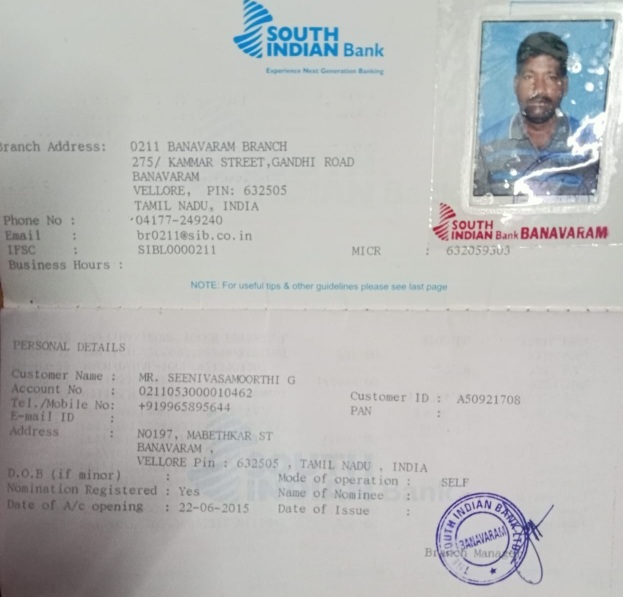 SOUTH
INDIAN Bank
Experience Next Generation Banking
Branch Address: 0211 BANAVARAM BRANCH
275/ KAMMAR STREET,GANDHI ROAD
BANAVARAM
VELLORE, PIN: 632505
TAMIL NADU, INDIA
Phone No : 04177-249240
Email : br0211@sib.co.in
IFSC : SIBL0000211 MICR : 632059303
Business Hours :
SOUTH
INDIAN Bank BANAVARAM
NOTE: For useful tips & other guidelines please see last page
PERSONAL DETAILS
Customer Name : MR. SEENIVASAMOORTHI G
Account No : 0211053000010462 Customer ID : A50921708
Tel./Mobile No: +919965895644 PAN :
E-mail ID :
Address : NO197, MABETHKAR ST
BANAVARAM ,
VELLORE Pin : 632505 , TAMIL NADU , INDIA
D.O.B (if minor) : Mode of operation : SELF
Nomination Registered : Yes Name of Nominee :
Date of A/c opening : 22-06-2015 Date of Issue :
THE SOUTH INDIAN BANK LTD
BANAVARAM
Branch Manager